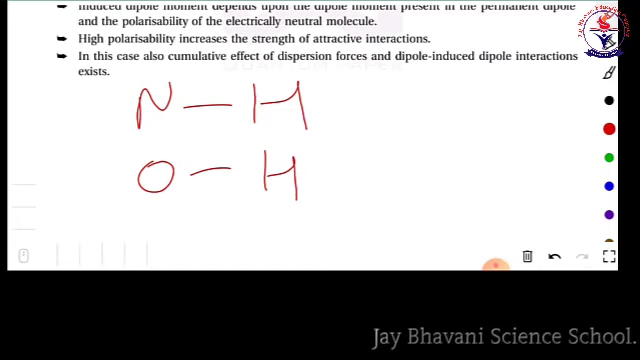 Induced dipole moment depends upon the dipole moment present in the permanent dipole
and the polarisability of the electrically neutral molecule.
High polarisability increases the strength of attractive interactions.
In this case also cumulative effect of dispersion forces and dipole-induced dipole interactions
exists.
N — H
O — H
Jay Bhavani Science School.